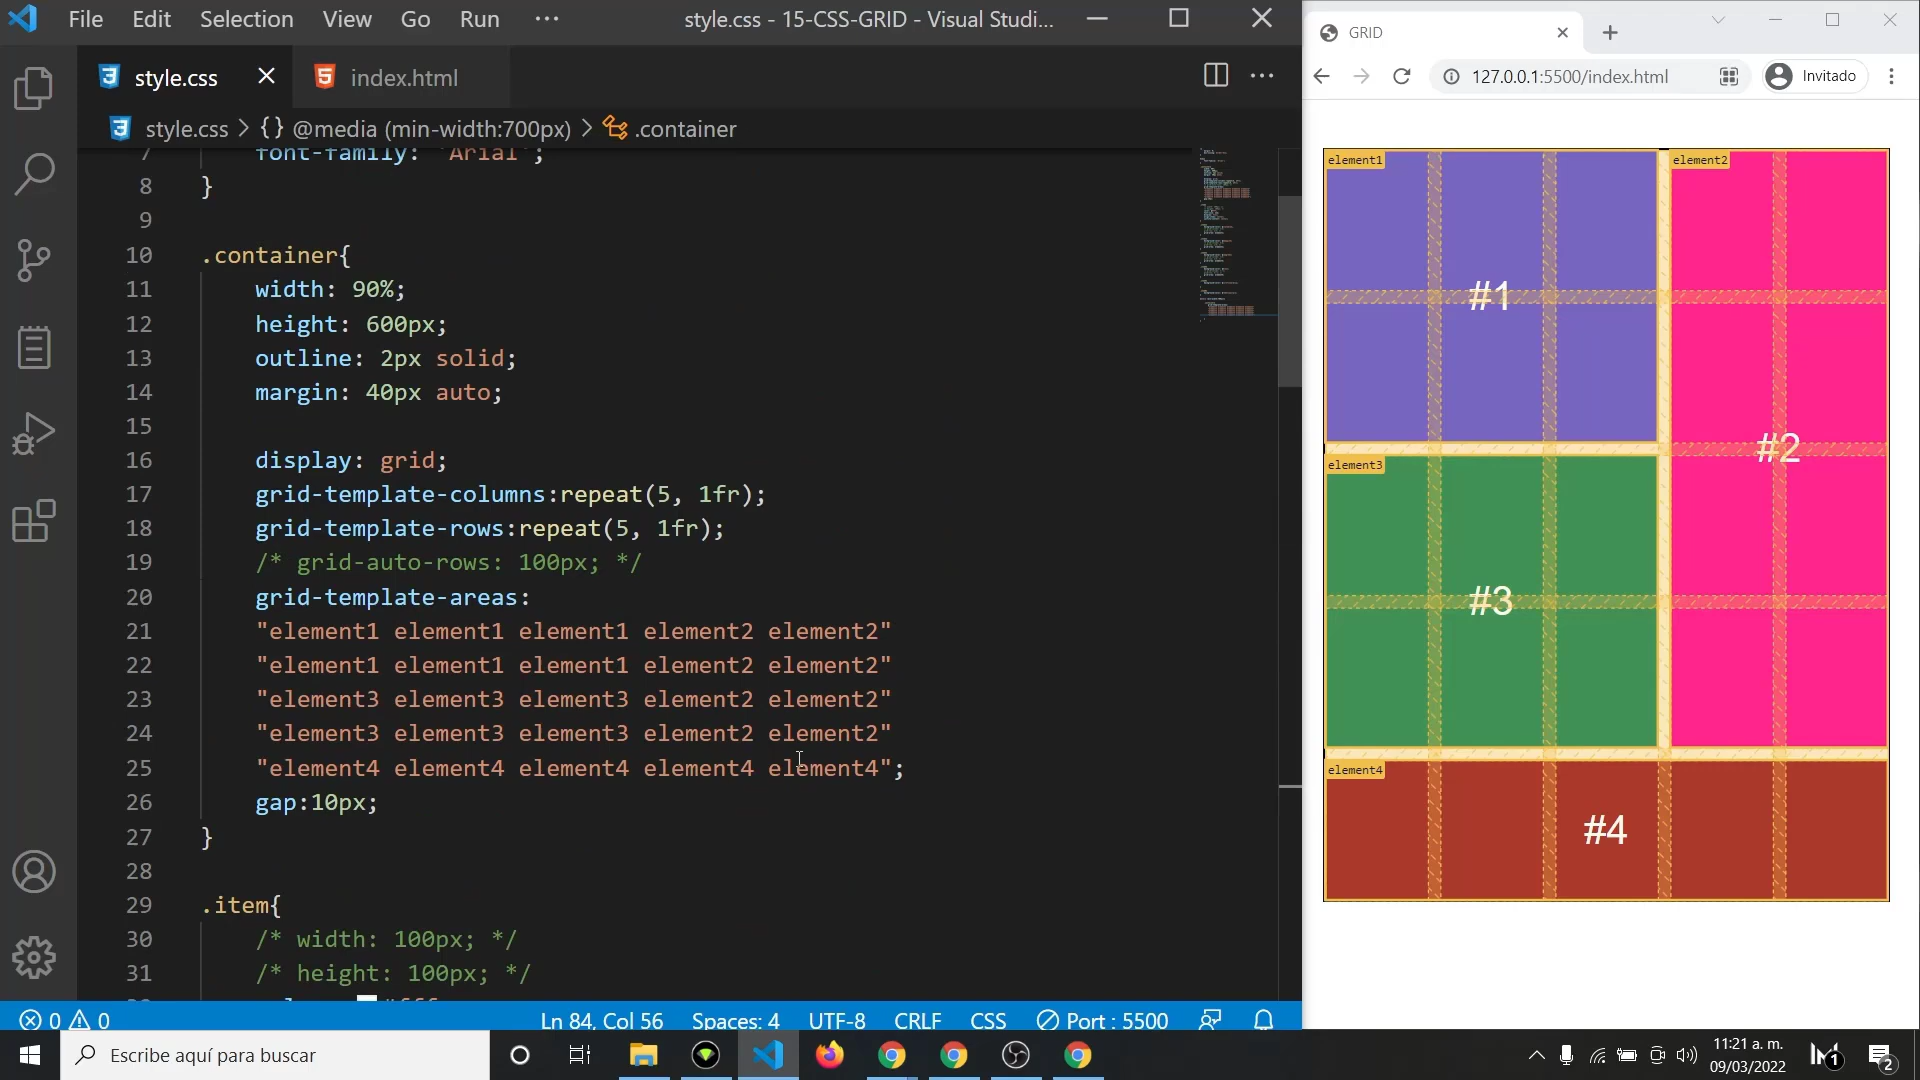 File Edit Selection View Go Run ··· style.css - 15-CSS-GRID - Visual Studi...
style.css index.html
style.css > {} @media (min-width:700px) > .container
7 font-family: 'Arial';
8 }
9
10 .container{
11 width: 90%;
12 height: 600px;
13 outline: 2px solid;
14 margin: 40px auto;
15
16 display: grid;
17 grid-template-columns:repeat(5, 1fr);
18 grid-template-rows:repeat(5, 1fr);
19 /* grid-auto-rows: 100px; */
20 grid-template-areas:
21 "element1 element1 element1 element2 element2"
22 "element1 element1 element1 element2 element2"
23 "element3 element3 element3 element2 element2"
24 "element3 element3 element3 element2 element2"
25 "element4 element4 element4 element4 element4";
26 gap:10px;
27 }
28
29 .item{
30 /* width: 100px; */
31 /* height: 100px; */
0 0 Ln 84, Col 56 Spaces: 4 UTF-8 CRLF CSS Port : 5500
GRID
127.0.0.1:5500/index.html Invitado
element1 element2
#1
#2
element3
#3
element4
#4
Escribe aquí para buscar
11:21 a. m.
09/03/2022
1
2